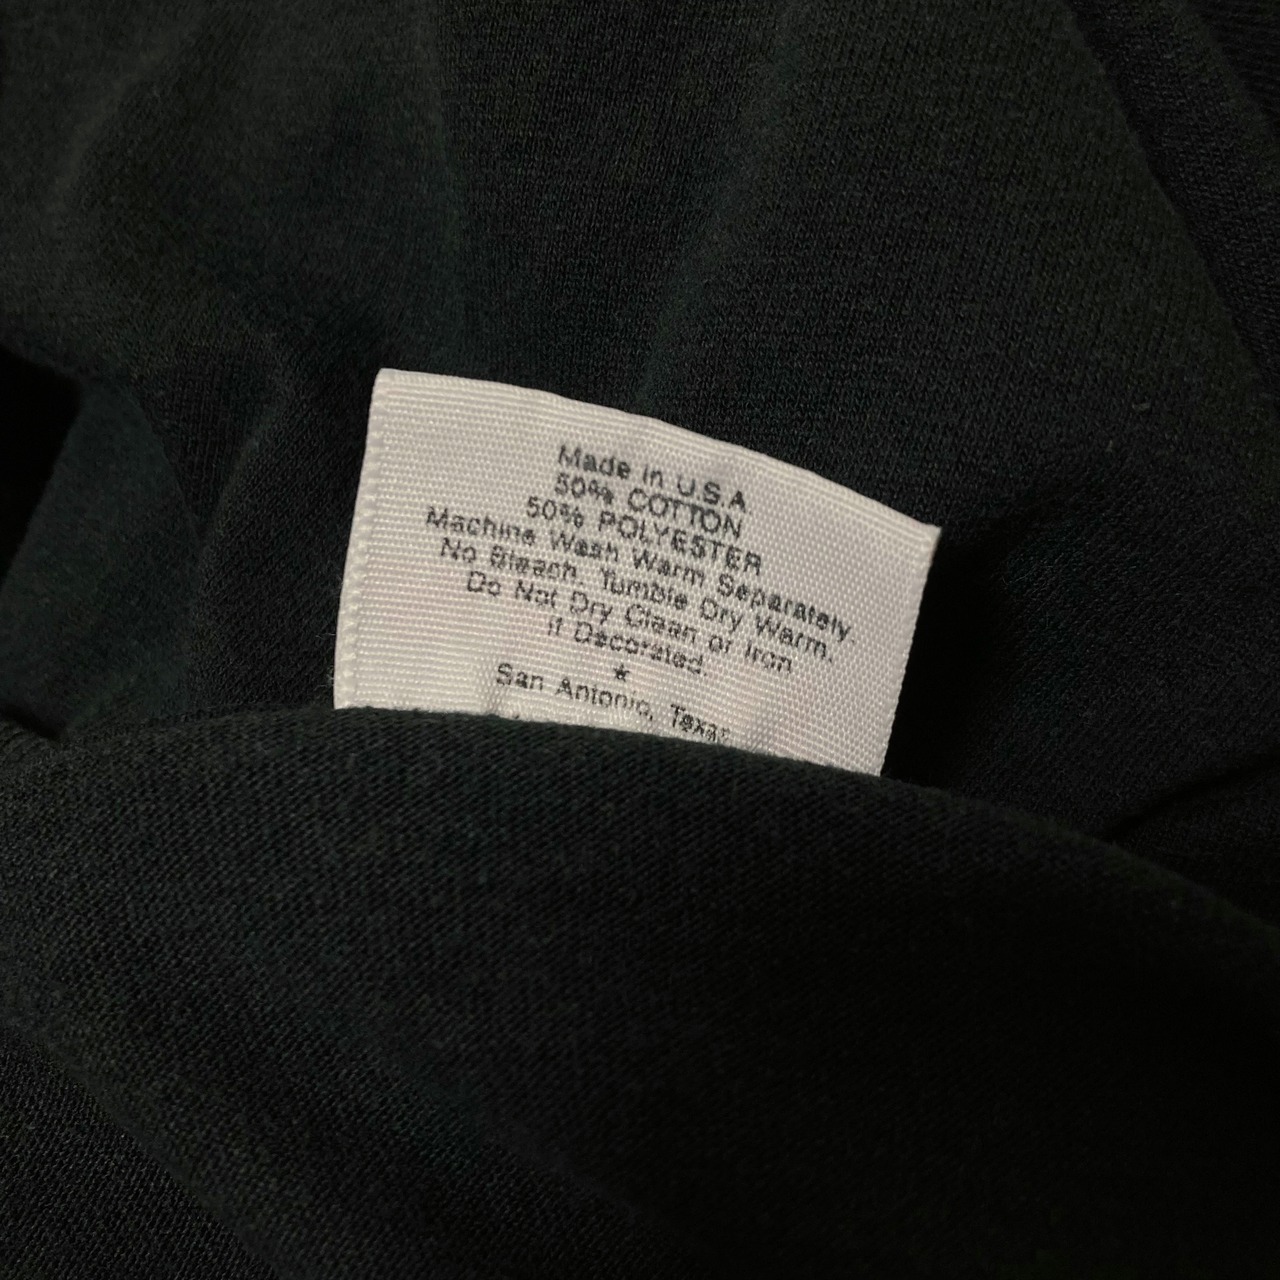 Made in U S A
50% COTTON
50% POLYESTER
Machine Wash Warm Separately.
No Bleach. Tumble Dry Warm.
Do Not Dry Clean or Iron
if Decorated.
★
San Antonio, Texas